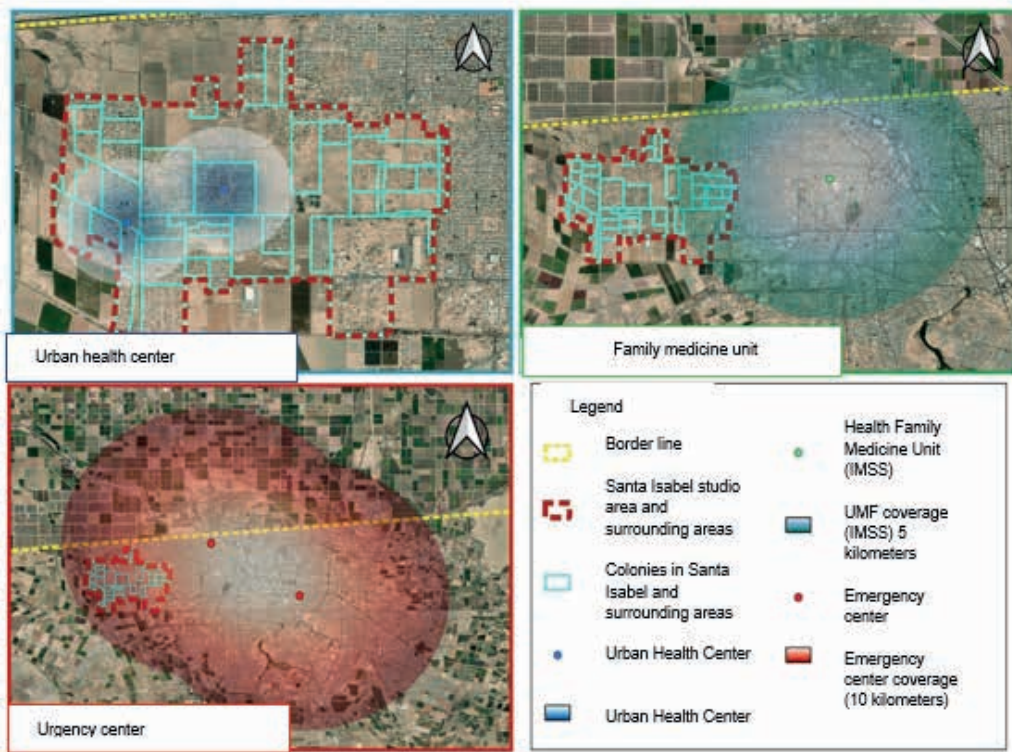 Urban health center
Family medicine unit
Urgency center
Legend
Border line
Santa Isabel studio
area and
surrounding areas
Colonies in Santa
Isabel and
surrounding areas
Urban Health Center
Urban Health Center
Health Family
Medicine Unit
(IMSS)
UMF coverage
(IMSS) 5
kilometers
Emergency
center
Emergency
center coverage
(10 kilometers)